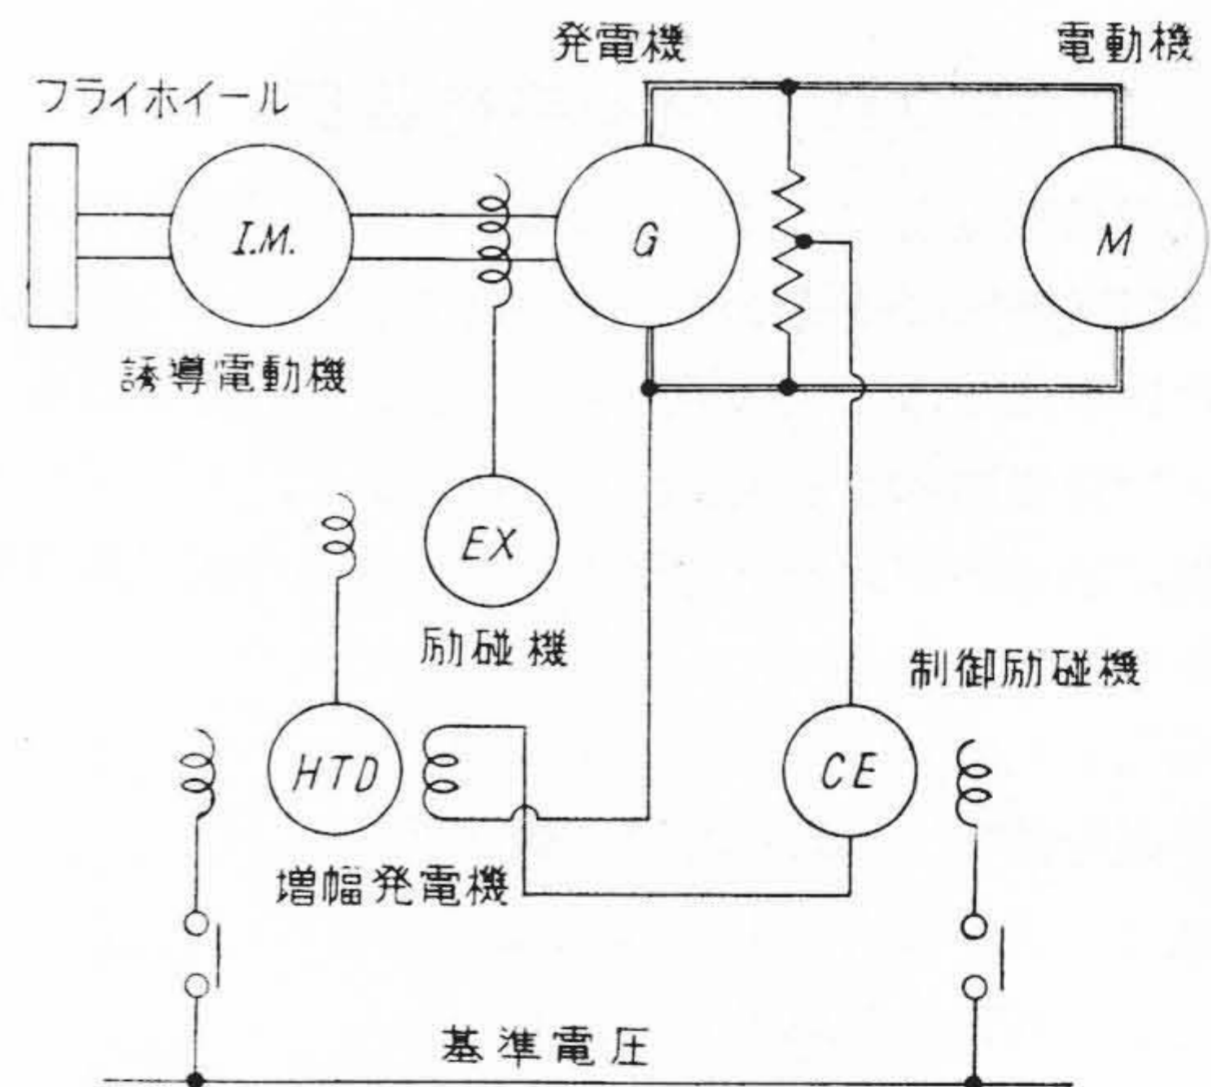 発電機
電動機
フライホイール
I.M.
G
M
誘導電動機
EX
励磁機
制御励磁機
HTD
CE
増幅発電機
基準電圧